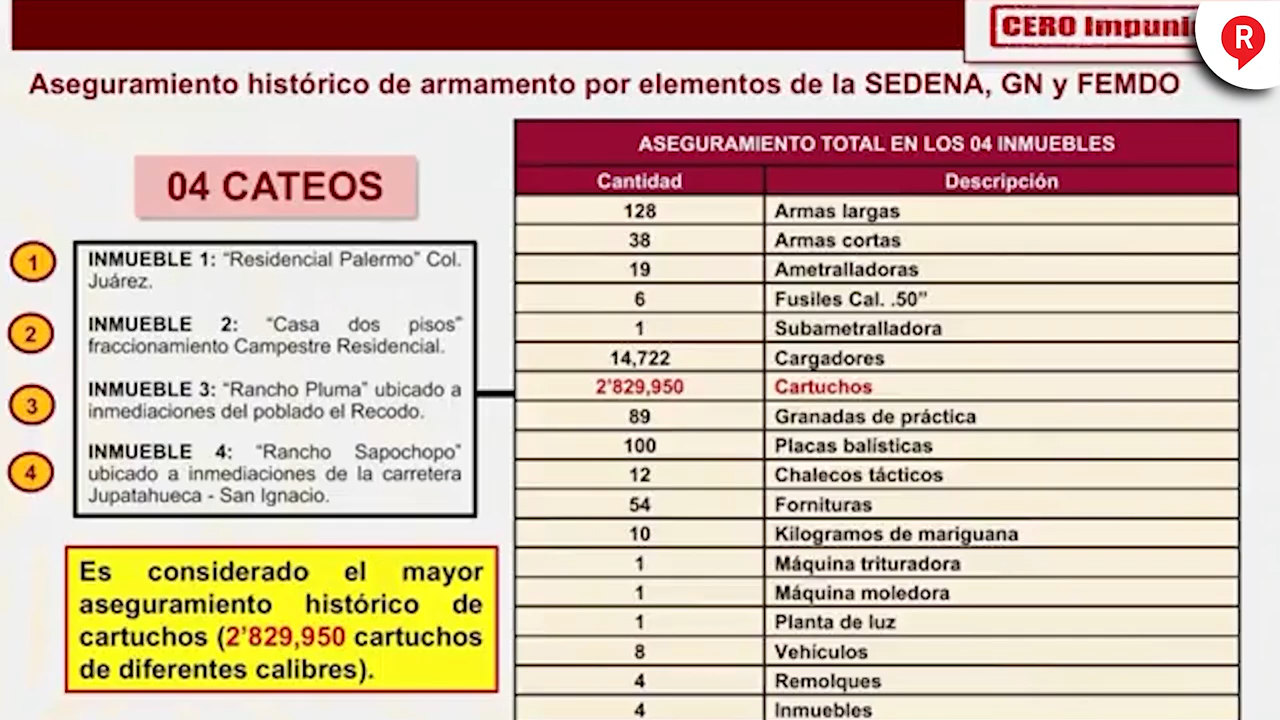 CERO Impuni
R
Aseguramiento histórico de armamento por elementos de la SEDENA, GN y FEMDO
04 CATEOS
1
INMUEBLE 1: “Residencial Palermo” Col.
Juárez.
2
INMUEBLE 2: “Casa dos pisos”
fraccionamiento Campestre Residencial.
3
INMUEBLE 3: “Rancho Pluma” ubicado a
inmediaciones del poblado el Recodo.
4
INMUEBLE 4: “Rancho Sapochopo”
ubicado a inmediaciones de la carretera
Jupatahueca - San Ignacio.
Es considerado el mayor
aseguramiento histórico de
cartuchos (2’829,950 cartuchos
de diferentes calibres).
ASEGURAMIENTO TOTAL EN LOS 04 INMUEBLES
Cantidad Descripción
128 Armas largas
38 Armas cortas
19 Ametralladoras
6 Fusiles Cal. .50”
1 Subametralladora
14,722 Cargadores
2’829,950 Cartuchos
89 Granadas de práctica
100 Placas balísticas
12 Chalecos tácticos
54 Fornituras
10 Kilogramos de mariguana
1 Máquina trituradora
1 Máquina moledora
1 Planta de luz
8 Vehículos
4 Remolques
4 Inmuebles